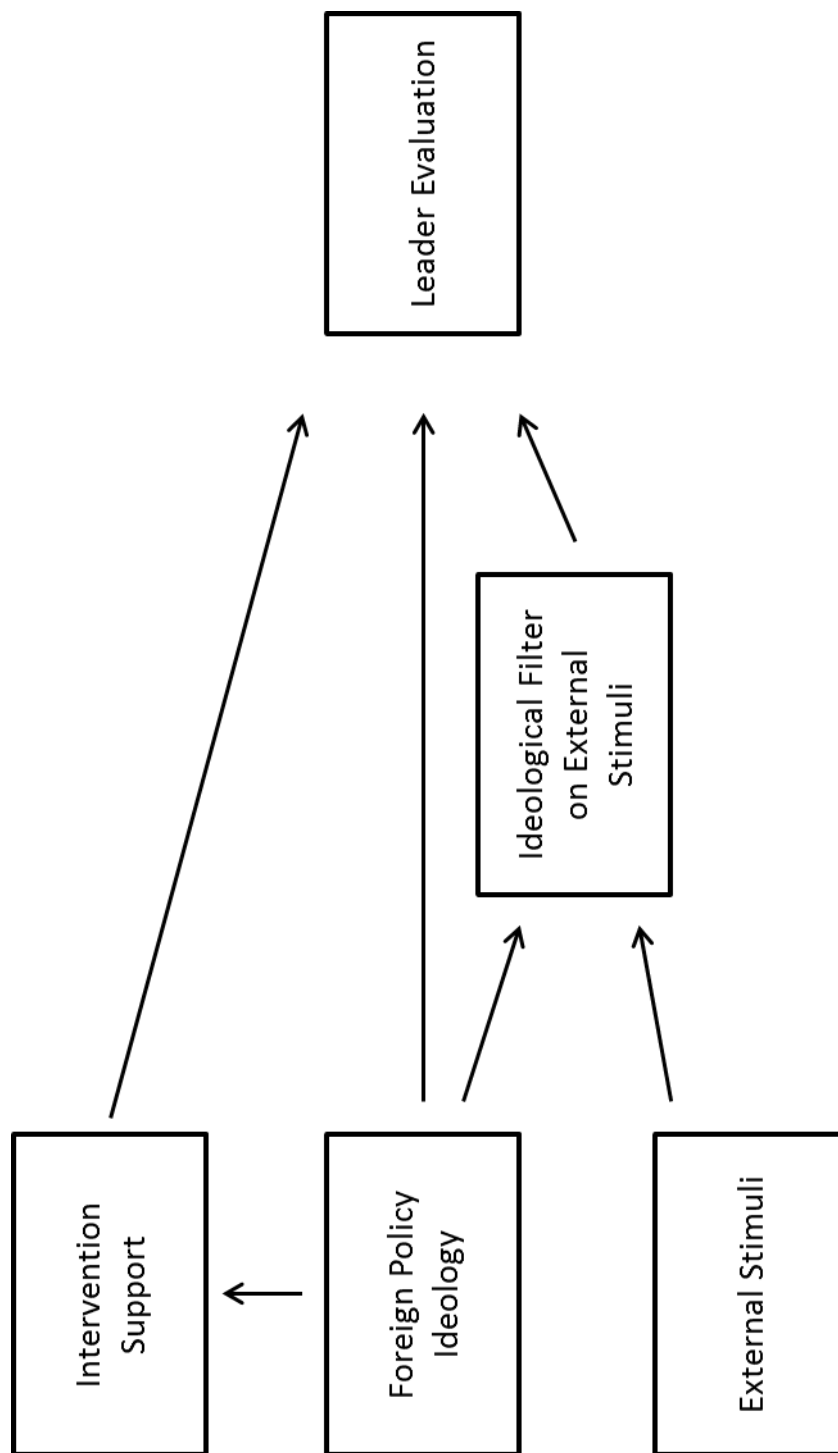 Intervention
Support
Foreign Policy
Ideology
External Stimuli
Ideological Filter
on External
Stimuli
Leader Evaluation